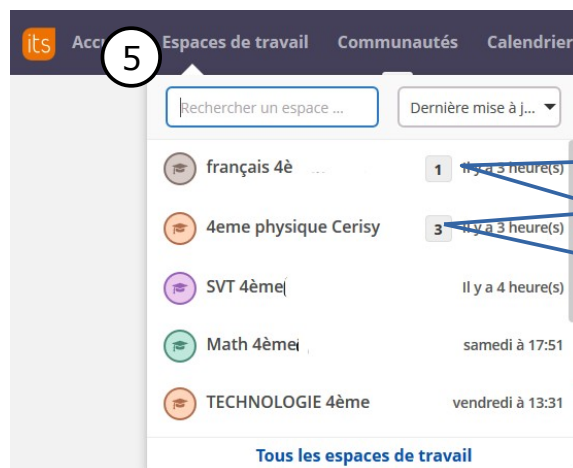 its Acc 5 Espaces de travail Communautés Calendrier
Rechercher un espace ... Dernière mise à j...
français 4è 1 Il y a 3 heure(s)
4eme physique Cerisy 3 Il y a 3 heure(s)
SVT 4ème Il y a 4 heure(s)
Math 4ème samedi à 17:51
TECHNOLOGIE 4ème vendredi à 13:31
Tous les espaces de travail